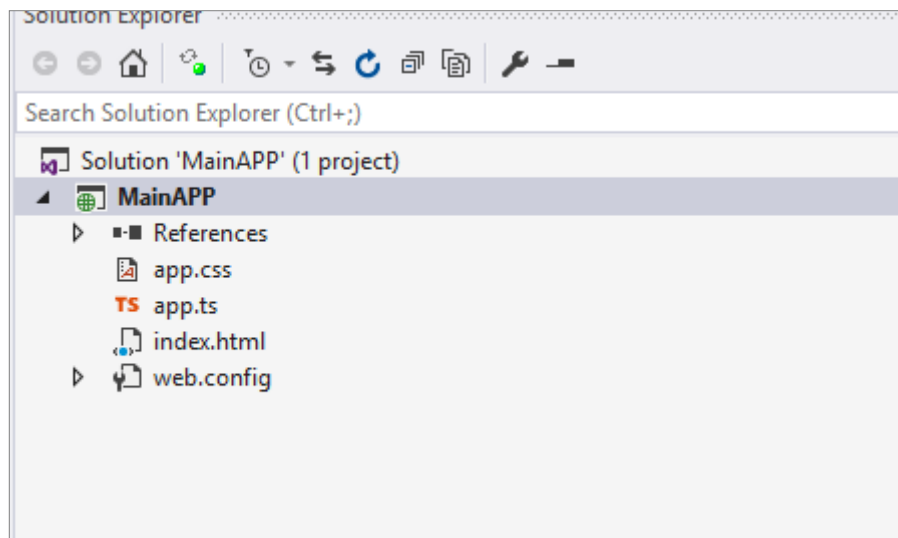 Solution Explorer
Search Solution Explorer (Ctrl+;)
Solution 'MainAPP' (1 project)
MainAPP
References
app.css
TS app.ts
index.html
web.config